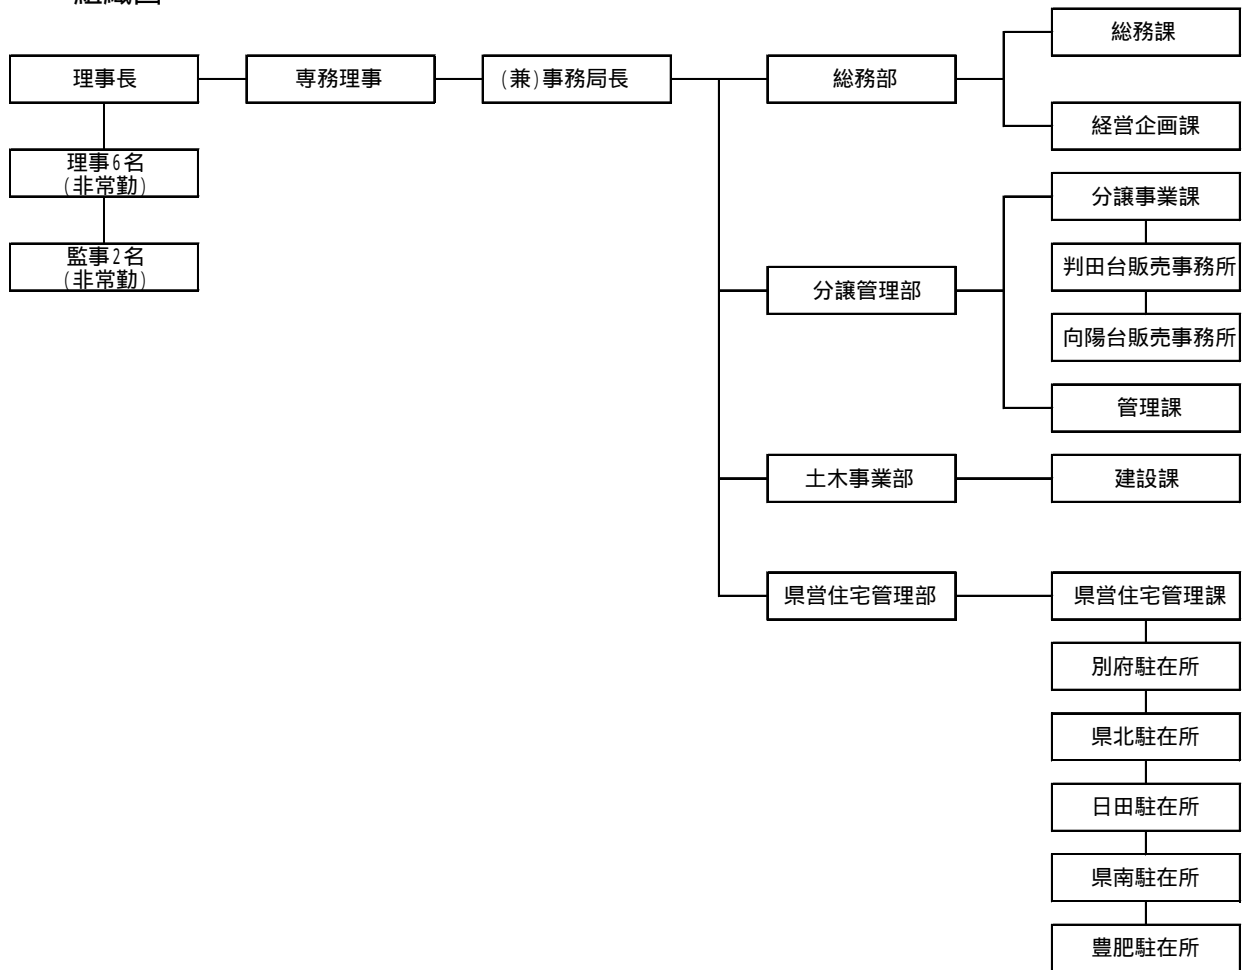 組織図
総務課
理事長
専務理事
(兼)事務局長
総務部
経営企画課
理事6名
(非常勤)
分譲事業課
監事2名
(非常勤)
判田台販売事務所
分譲管理部
向陽台販売事務所
管理課
土木事業部
建設課
県営住宅管理部
県営住宅管理課
別府駐在所
県北駐在所
日田駐在所
県南駐在所
豊肥駐在所